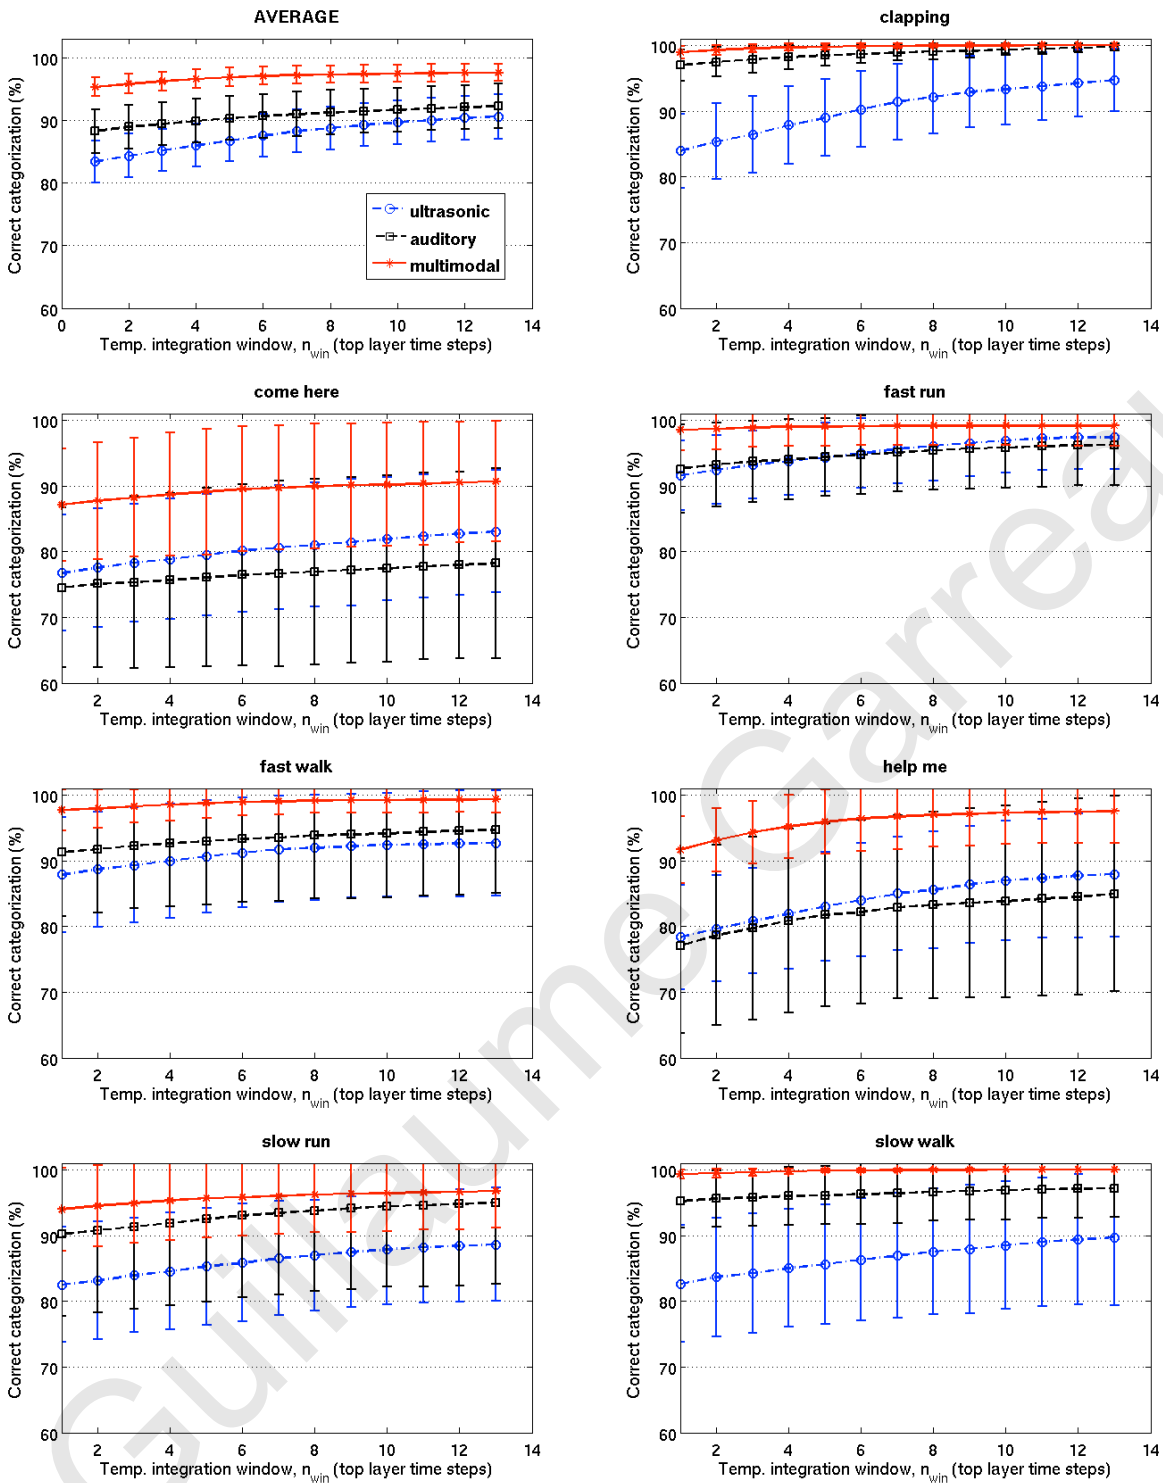 AVERAGE
Correct categorization (%)
100
90
80
70
60
0 2 4 6 8 10 12 14
ultrasonic
auditory
multimodal
Temp. integration window, n_win (top layer time steps)
clapping
Correct categorization (%)
100
90
80
70
60
2 4 6 8 10 12 14
Temp. integration window, n_win (top layer time steps)
come here
Correct categorization (%)
100
90
80
70
60
2 4 6 8 10 12 14
Temp. integration window, n_win (top layer time steps)
fast run
Correct categorization (%)
100
90
80
70
60
2 4 6 8 10 12 14
Temp. integration window, n_win (top layer time steps)
fast walk
Correct categorization (%)
100
90
80
70
60
2 4 6 8 10 12 14
Temp. integration window, n_win (top layer time steps)
help me
Correct categorization (%)
100
90
80
70
60
2 4 6 8 10 12 14
Temp. integration window, n_win (top layer time steps)
slow run
Correct categorization (%)
100
90
80
70
60
2 4 6 8 10 12 14
Temp. integration window, n_win (top layer time steps)
slow walk
Correct categorization (%)
100
90
80
70
60
2 4 6 8 10 12 14
Temp. integration window, n_win (top layer time steps)
Guillaume Garreau